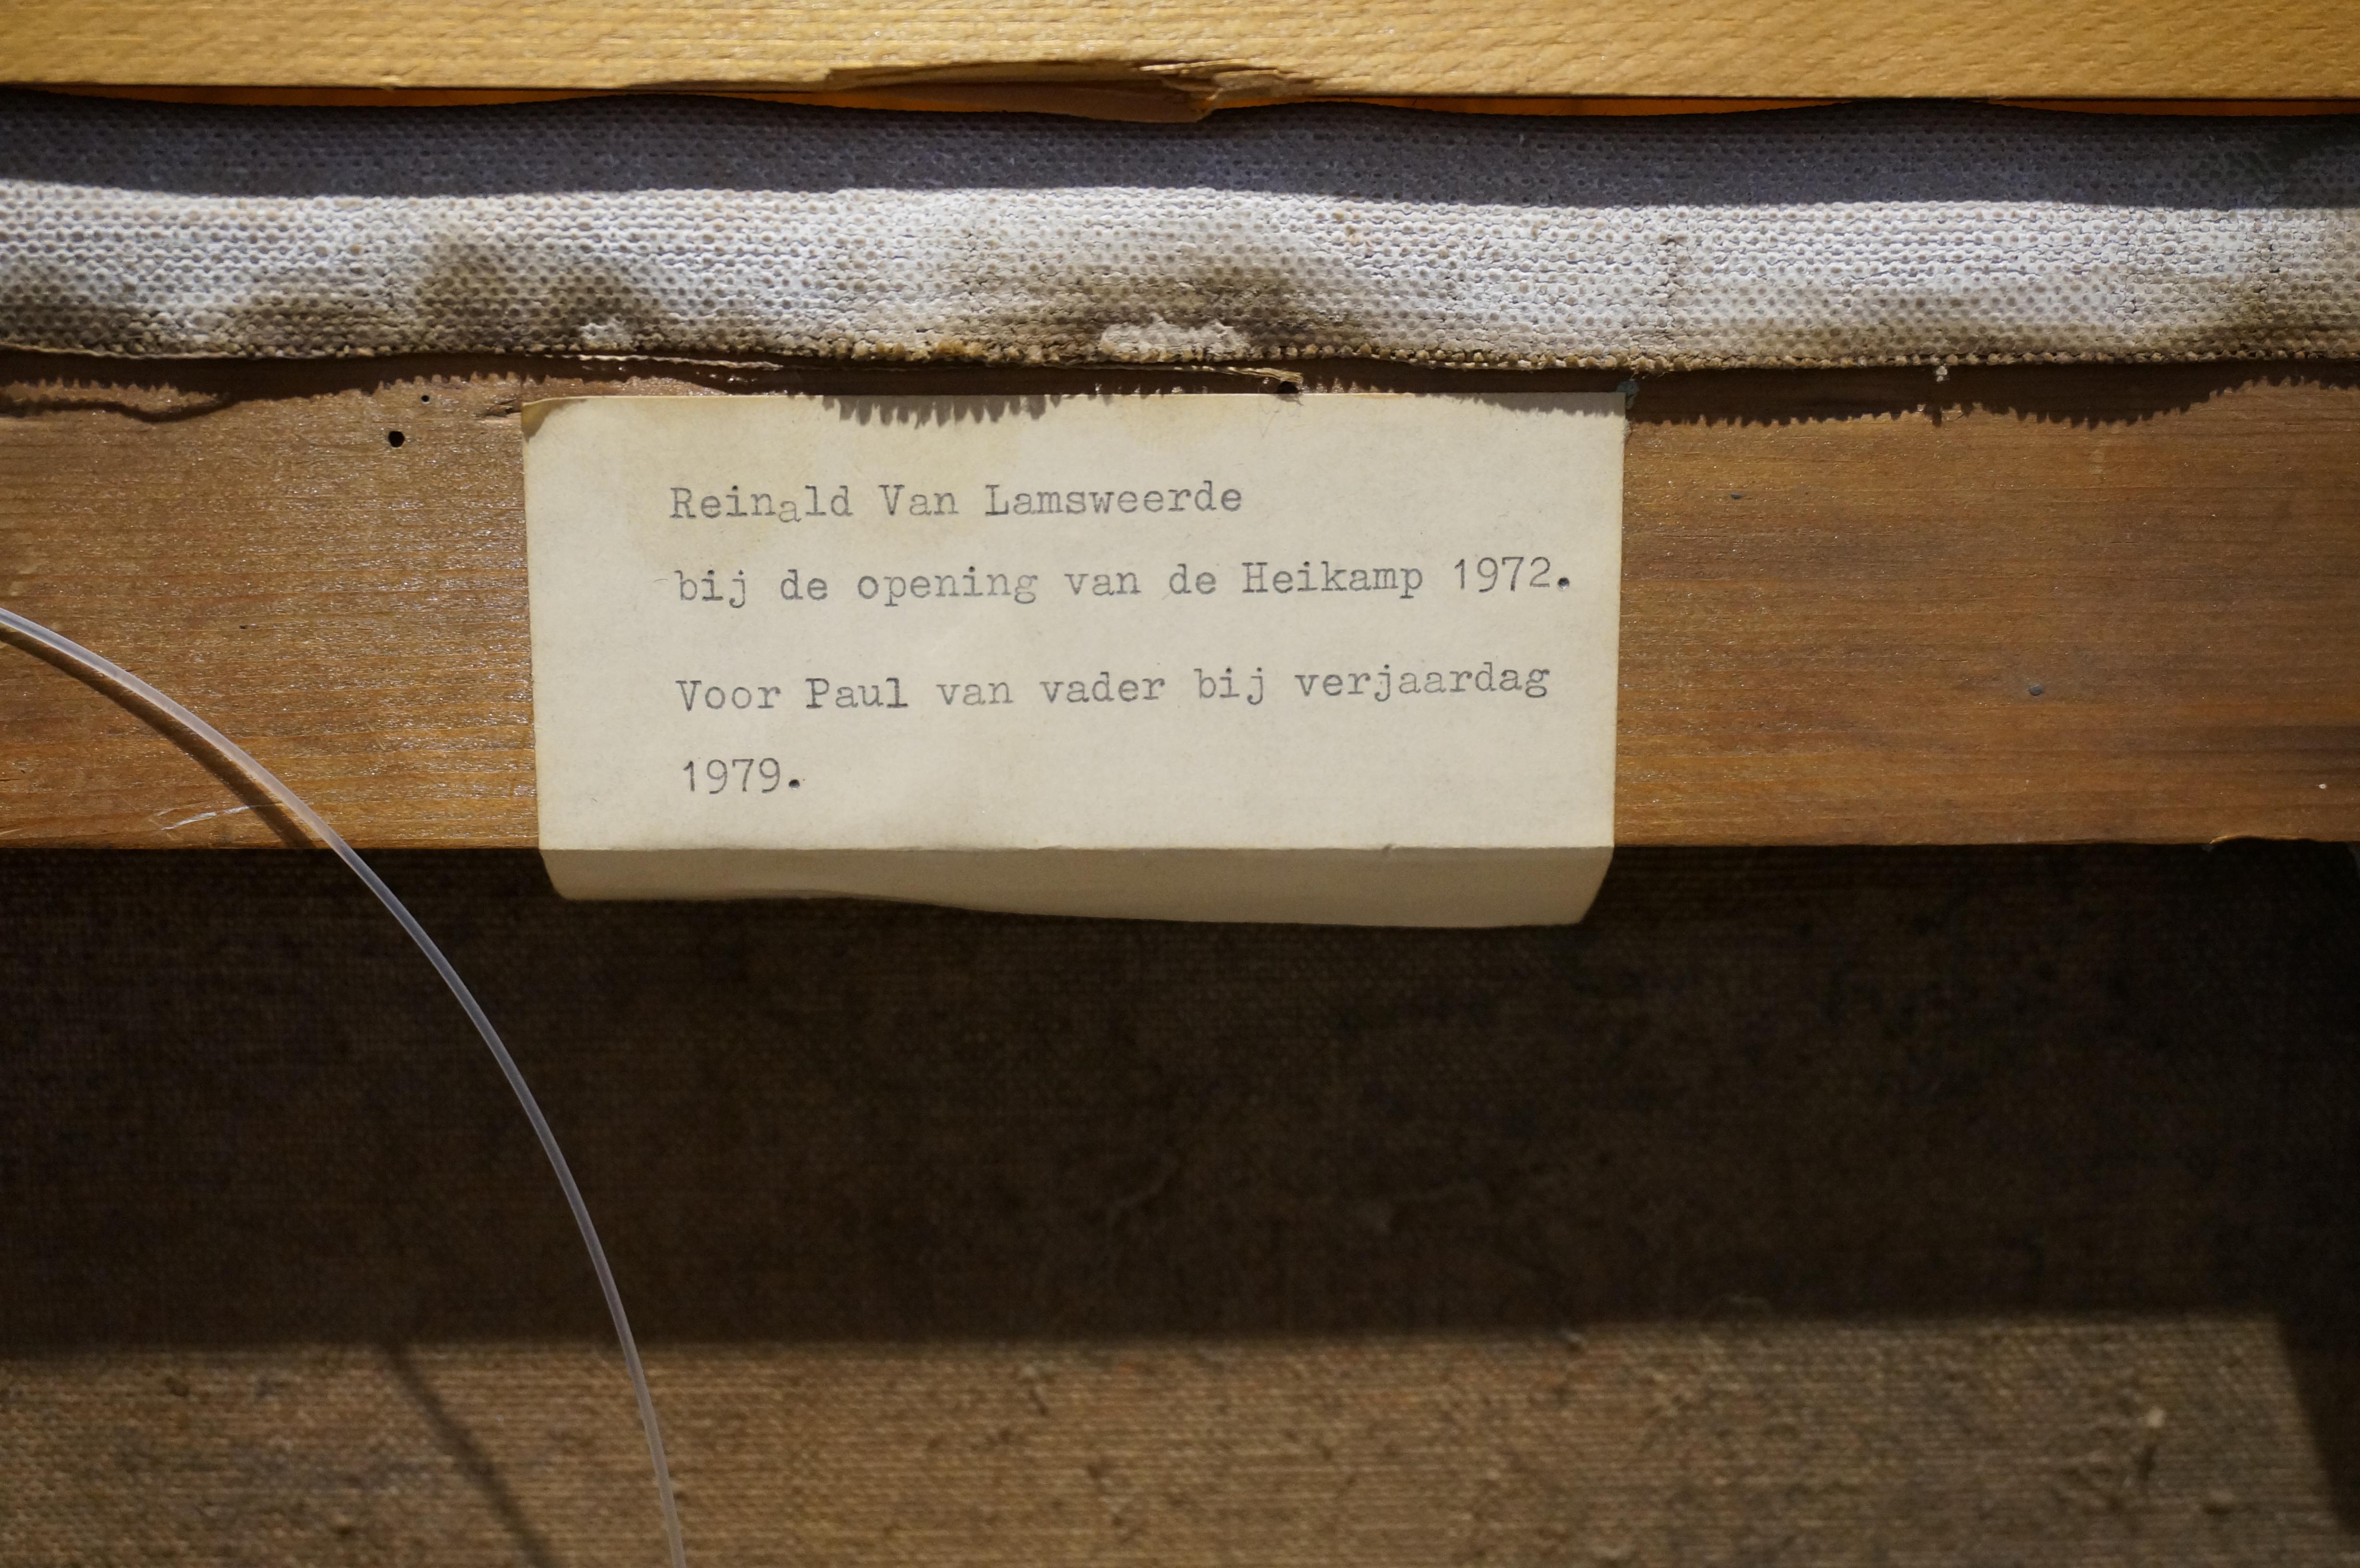 Reinald Van Lamsweerde
bij de opening van de Heikamp 1972.
Voor Paul van vader bij verjaardag
1979.